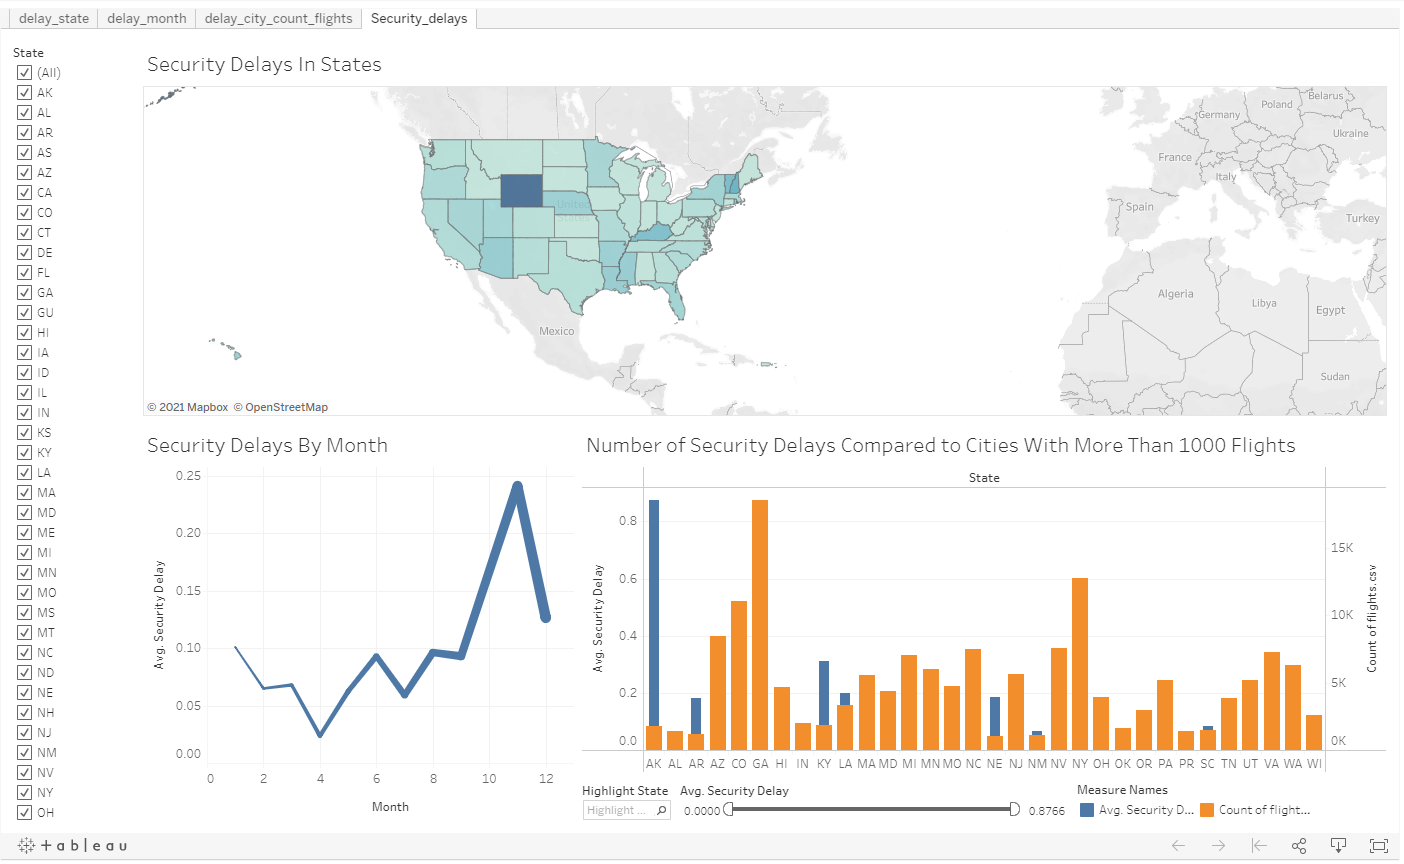 delay_state delay_month delay_city_count_flights Security_delays
State
(All)
AK
AL
AR
AS
AZ
CA
CO
CT
DE
FL
GA
GU
HI
IA
ID
IL
IN
KS
KY
LA
MA
MD
ME
MI
MN
MO
MS
MT
NC
ND
NE
NH
NJ
NM
NV
NY
OH
Security Delays In States
Belarus
Poland
Germany
Ukraine
France
Italy
Spain
Turkey
United
States
Algeria
Libya
Egypt
Mexico
Sudan
© 2021 Mapbox © OpenStreetMap
Security Delays By Month
Avg. Security Delay
0.25
0.20
0.15
0.10
0.05
0.00
0 2 4 6 8 10 12
Month
Number of Security Delays Compared to Cities With More Than 1000 Flights
State
Avg. Security Delay
0.8
0.6
0.4
0.2
0.0
15K
10K
5K
0K
Count of flights.csv
AK AL AR AZ CO GA HI IN KY LA MA MD MI MN MO NC NE NJ NM NV NY OH OK OR PA PR SC TN UT VA WA WI
Highlight State
Highlight ...
Avg. Security Delay
0.0000 0.8766
Measure Names
Avg. Security D... Count of flight...
+ableau